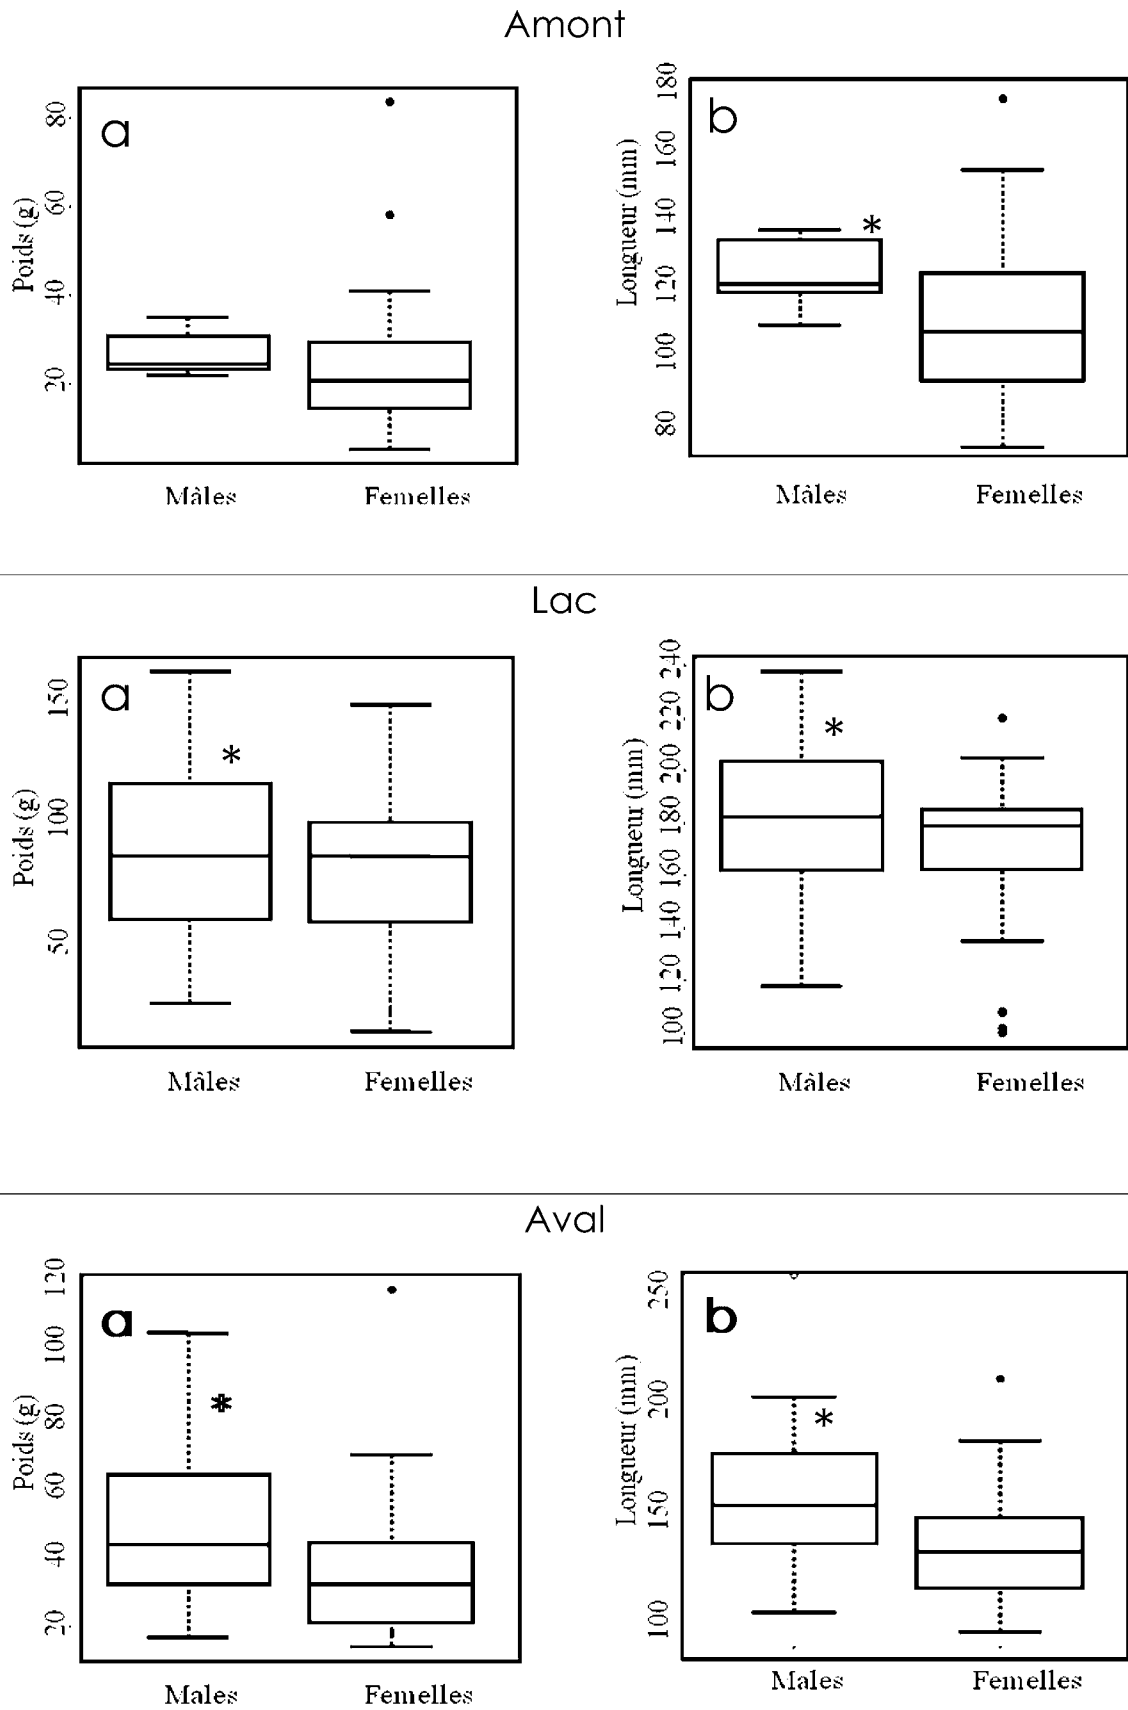 Amont
a
Poids (g)
80
60
40
20
Mâles
Femelles
b
*
Longueur (mm)
180
160
140
120
100
80
Mâles
Femelles
Lac
a
*
Poids (g)
150
100
50
Mâles
Femelles
b
*
Longueur (mm)
240
220
200
180
160
140
120
100
Mâles
Femelles
Aval
a
*
Poids (g)
120
100
80
60
40
20
Males
Femelles
b
*
Longueur (mm)
250
200
150
100
Males
Femelles